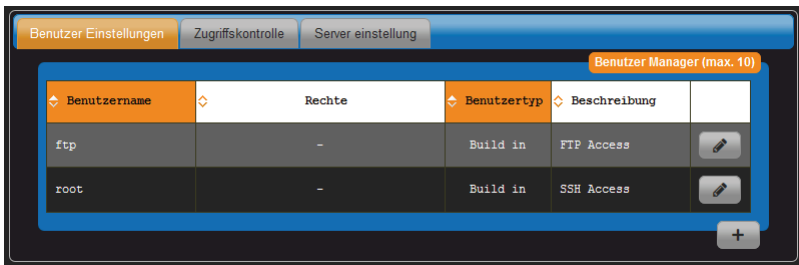 Benutzer Einstellungen Zugriffskontrolle Server einstellung
Benutzer Manager (max. 10)
Benutzername Rechte Benutzertyp Beschreibung
ftp - Build in FTP Access
root - Build in SSH Access
+